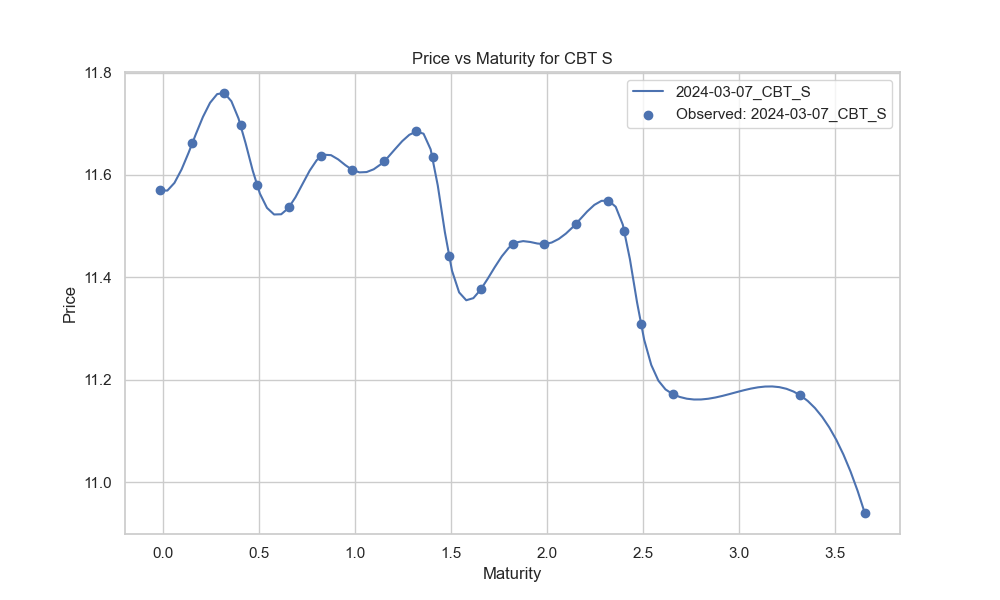 Price vs Maturity for CBT S
2024-03-07_CBT_S
Observed: 2024-03-07_CBT_S
11.8
11.6
11.4
11.2
11.0
Price
0.0 0.5 1.0 1.5 2.0 2.5 3.0 3.5
Maturity